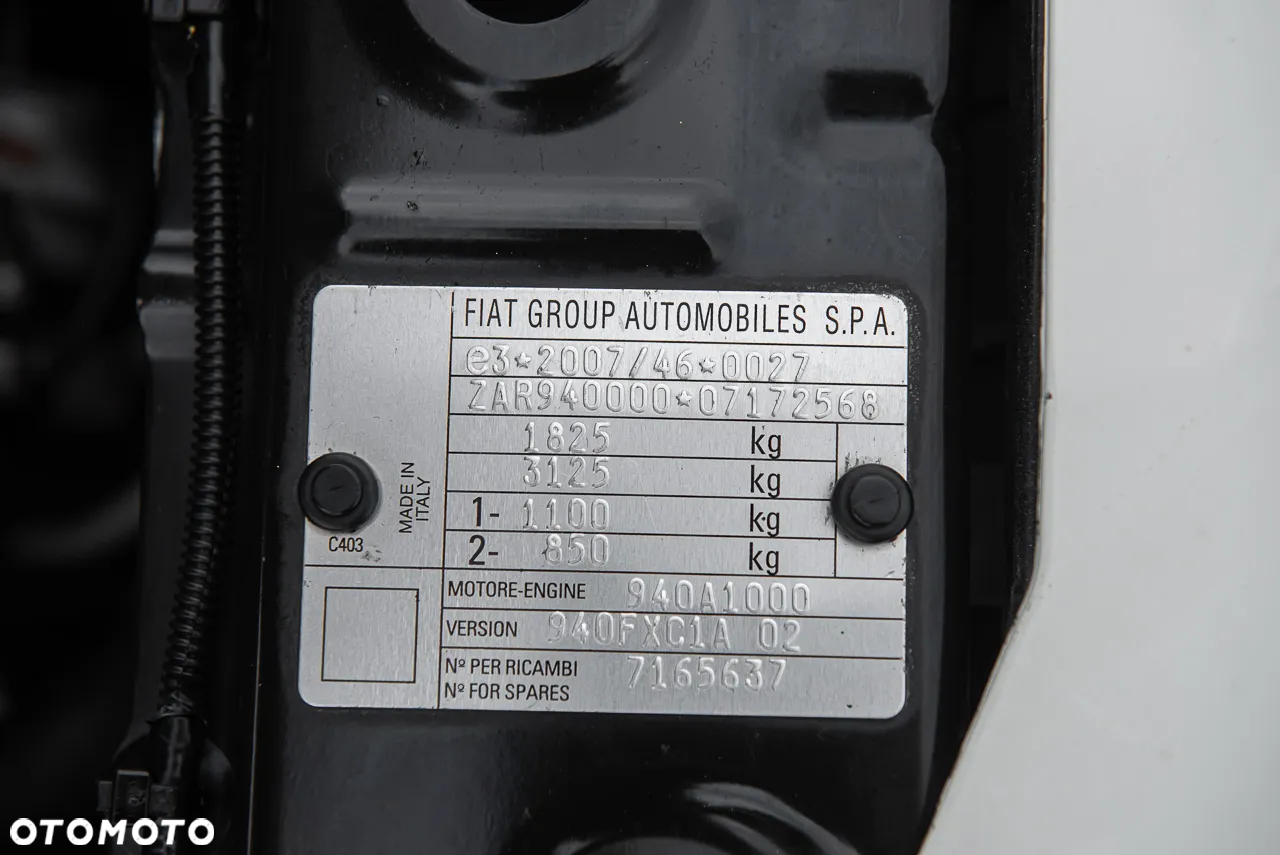 FIAT GROUP AUTOMOBILES S.P.A.
e3*2007/46*0027
ZAR940000*07172568
1825 kg
3125 kg
1- 1100 kg
2- 850 kg
MADE IN
ITALY
C403
MOTORE-ENGINE 940A1000
VERSION 940FXC1A 02
Nº PER RICAMBI 7165637
Nº FOR SPARES
OTOMOTO